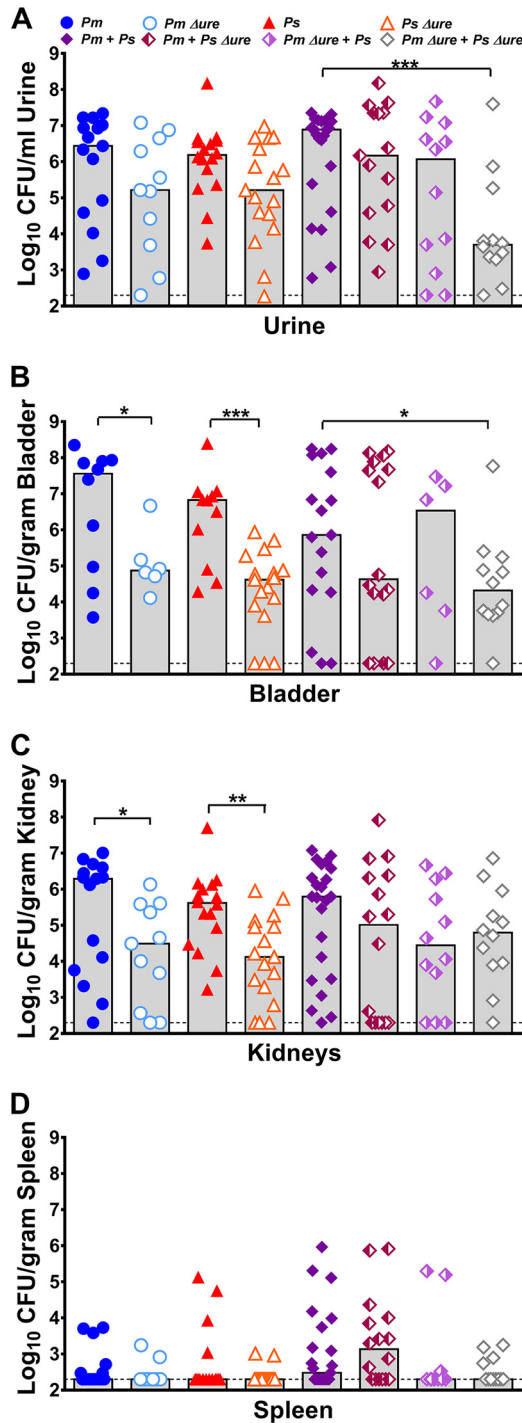 A
Pm
Pm Δure
Ps
Ps Δure
Pm + Ps
Pm + Ps Δure
Pm Δure + Ps
Pm Δure + Ps Δure
***
Log10 CFU/ml Urine
9
8
7
6
5
4
3
2
Urine
B
* *** *
Log10 CFU/gram Bladder
9
8
7
6
5
4
3
2
Bladder
C
* **
Log10 CFU/gram Kidney
9
8
7
6
5
4
3
2
Kidneys
D
Log10 CFU/gram Spleen
9
8
7
6
5
4
3
2
Spleen